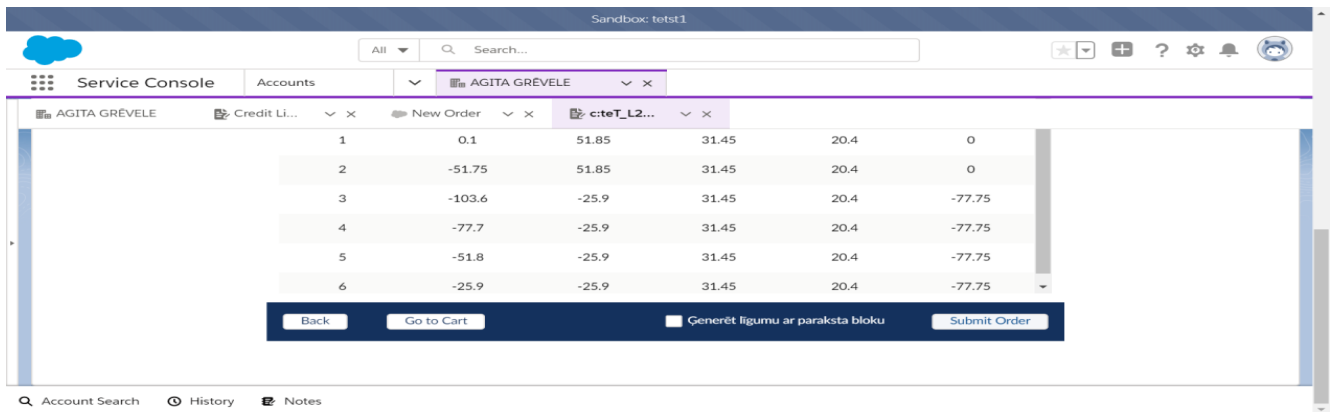 Sandbox: tetst1
All Search...
Service Console Accounts AGITA GRĒVELE
AGITA GRĒVELE Credit Li... New Order c:teT_L2...
1 0.1 51.85 31.45 20.4 0
2 -51.75 51.85 31.45 20.4 0
3 -103.6 -25.9 31.45 20.4 -77.75
4 -77.7 -25.9 31.45 20.4 -77.75
5 -51.8 -25.9 31.45 20.4 -77.75
6 -25.9 -25.9 31.45 20.4 -77.75
Back Go to Cart Ģenerēt līgumu ar paraksta bloku Submit Order
Account Search History Notes